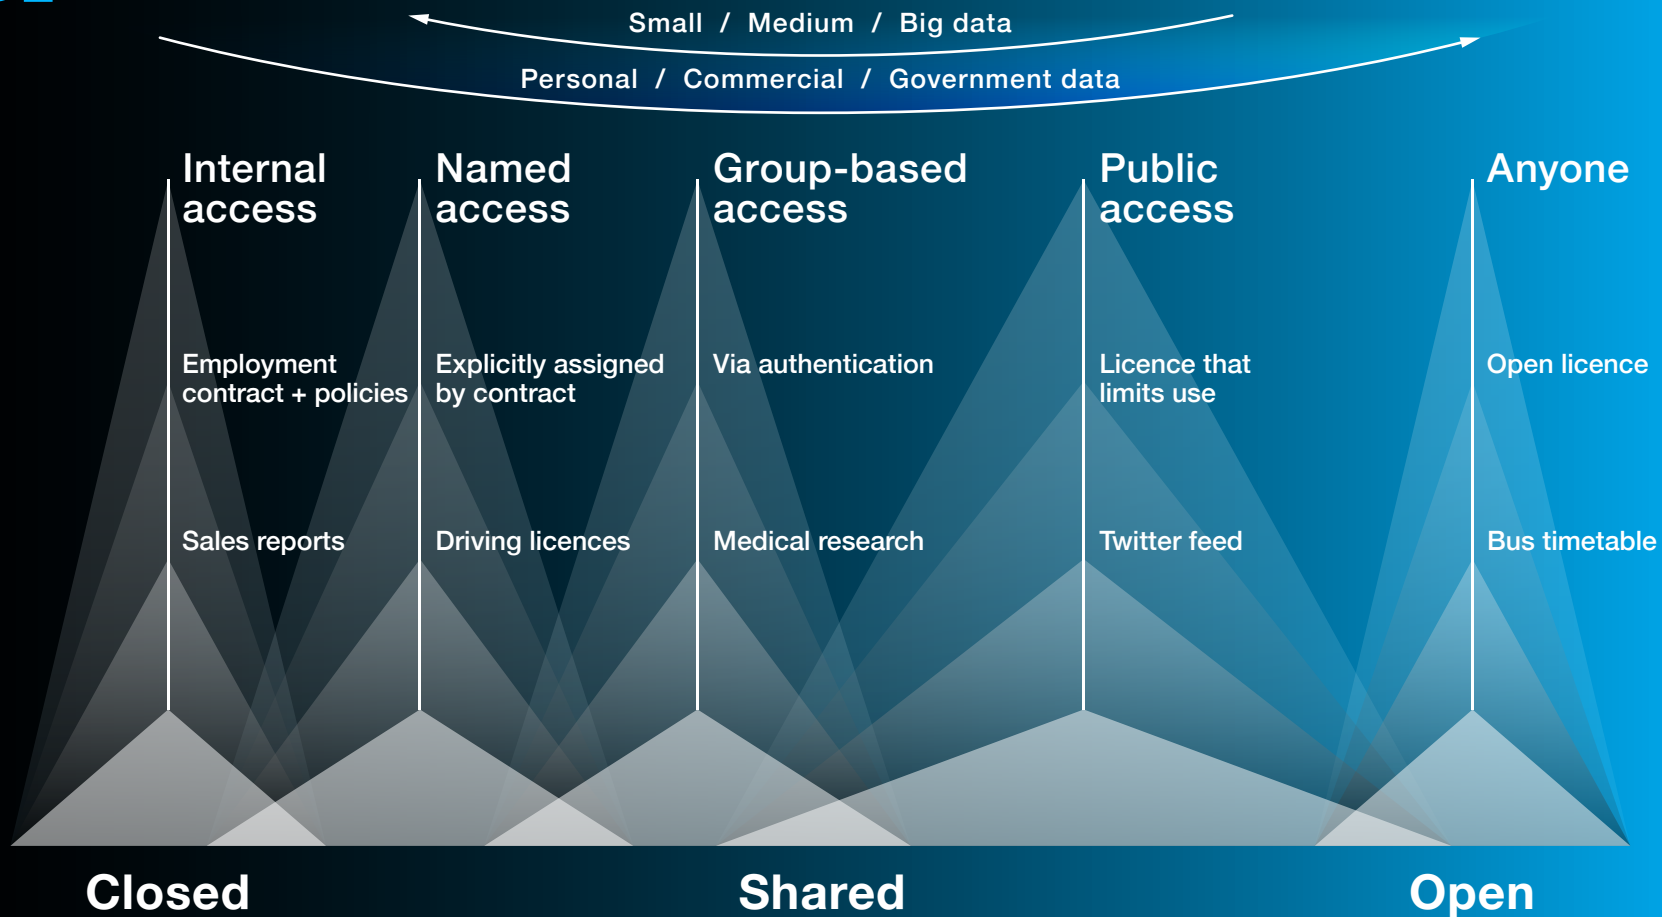 Small / Medium / Big data
Personal / Commercial / Government data
Internal
access
Named
access
Group-based
access
Public
access
Anyone
Employment
contract + policies
Explicitly assigned
by contract
Via authentication
Licence that
limits use
Open licence
Sales reports
Driving licences
Medical research
Twitter feed
Bus timetable
Closed
Shared
Open